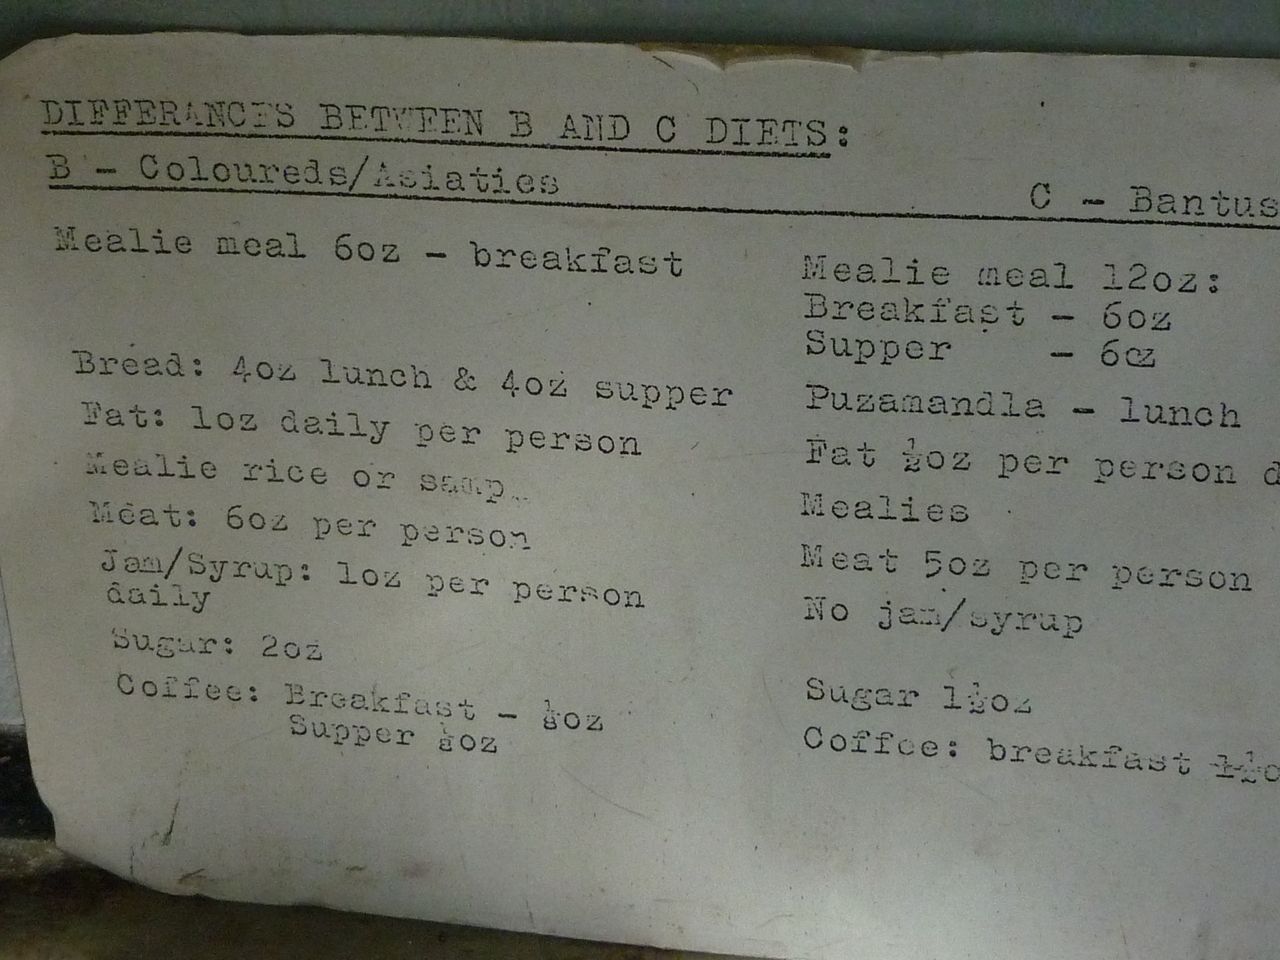 DIFFERANCES BETWEEN B AND C DIETS:
B - Coloureds/Asiaties
C - Bantus
Mealie meal 6oz - breakfast
Bread: 4oz lunch & 4oz supper
Fat: 1oz daily per person
Mealie rice or samp
Meat: 6oz per person
Jam/Syrup: 1oz per person
daily
Sugar: 2oz
Coffee: Breakfast - ⅛oz
Supper ⅛oz
Mealie meal 12oz:
Breakfast - 6oz
Supper - 6oz
Puzamandla - lunch
Fat ½oz per person d
Mealies
Meat 5oz per person
No jam/syrup
Sugar 1½oz
Coffee: breakfast